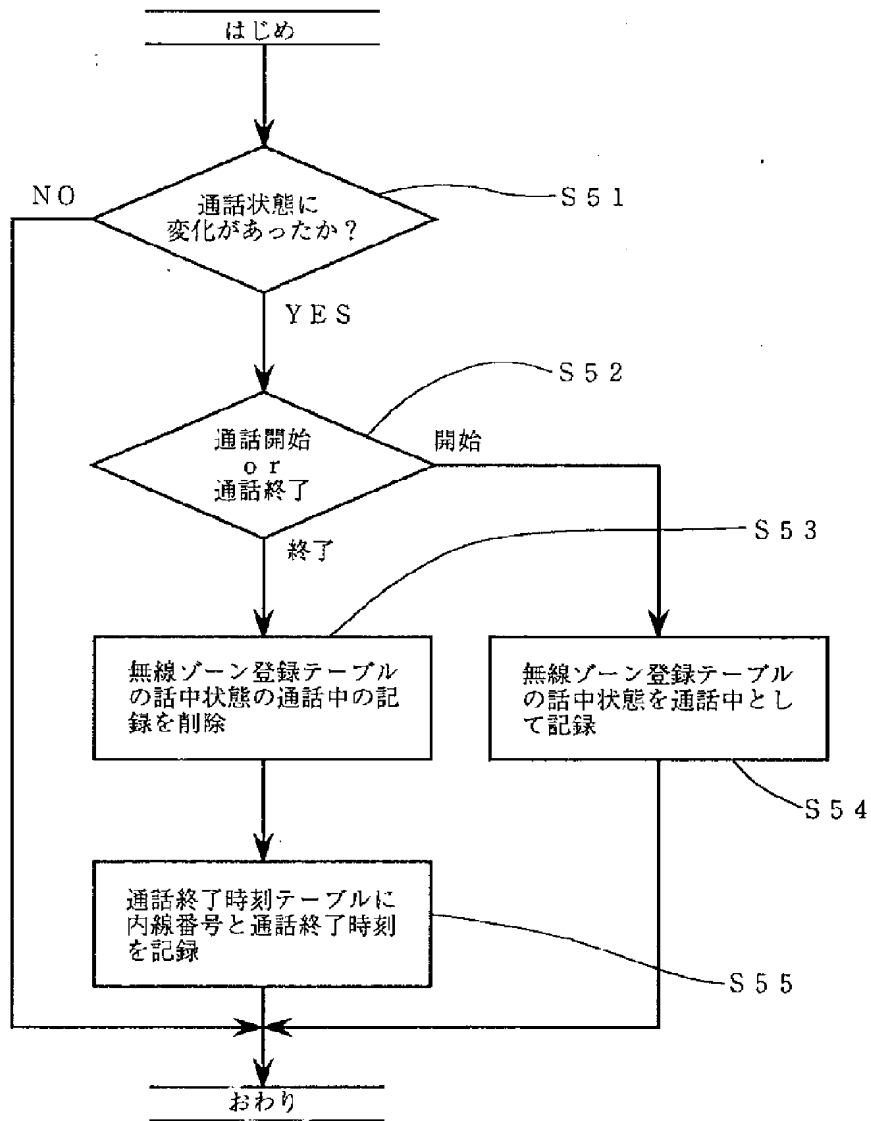 はじめ
通話状態に
変化があったか？
NO
S51
YES
S52
通話開始
or
通話終了
開始
終了
S53
無線ゾーン登録テーブル
の話中状態の通話中の記
録を削除
無線ゾーン登録テーブル
の話中状態を通話中とし
て記録
S54
通話終了時刻テーブルに
内線番号と通話終了時刻
を記録
S55
おわり